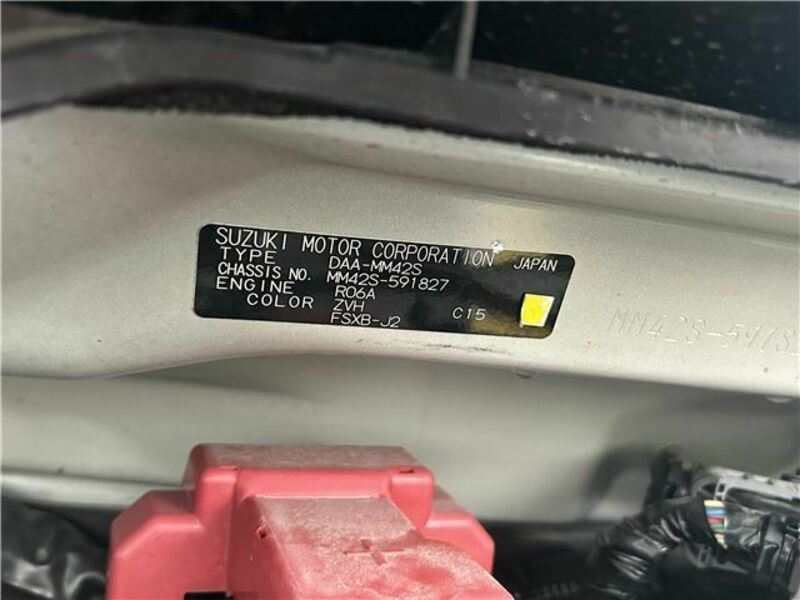 SUZUKI MOTOR CORPORATION JAPAN
TYPE DAA-MM42S
CHASSIS NO. MM42S-591827
ENGINE R06A
COLOR ZVH C15
FSXB-J2